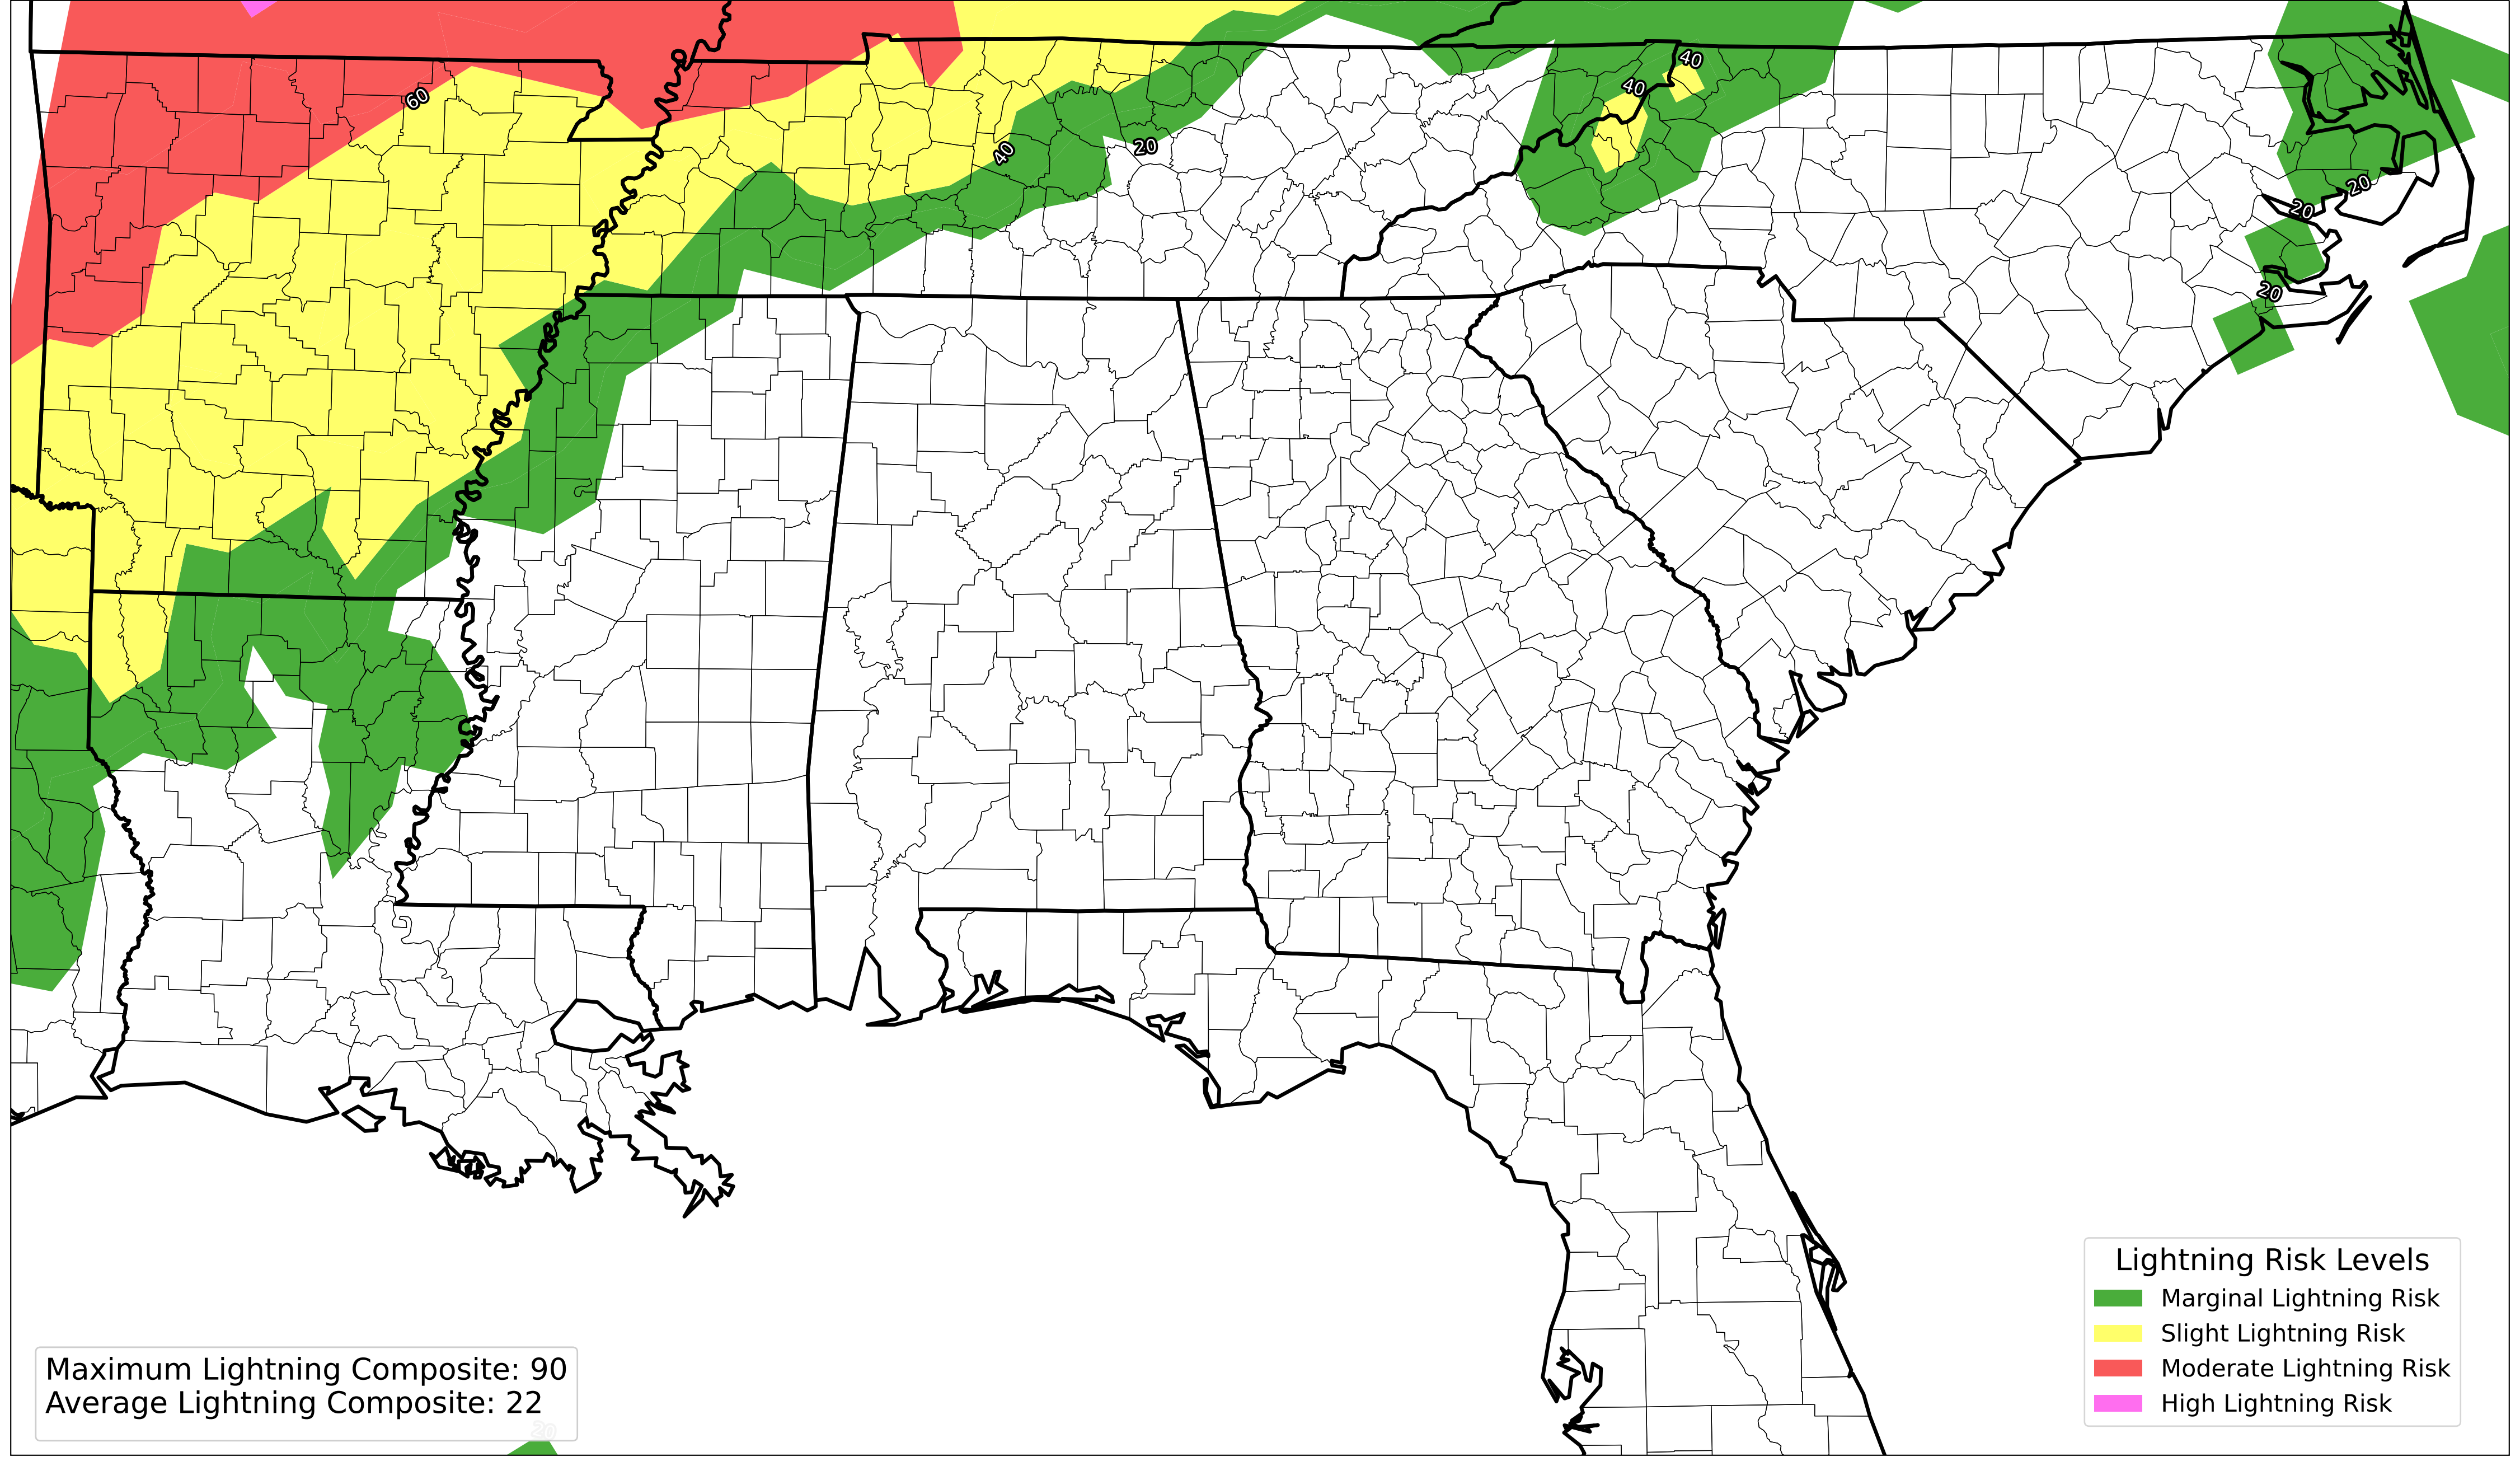 40
40
60
40
20
20
20
20
Lightning Risk Levels
Marginal Lightning Risk
Slight Lightning Risk
Moderate Lightning Risk
High Lightning Risk
Maximum Lightning Composite: 90
Average Lightning Composite: 22
20